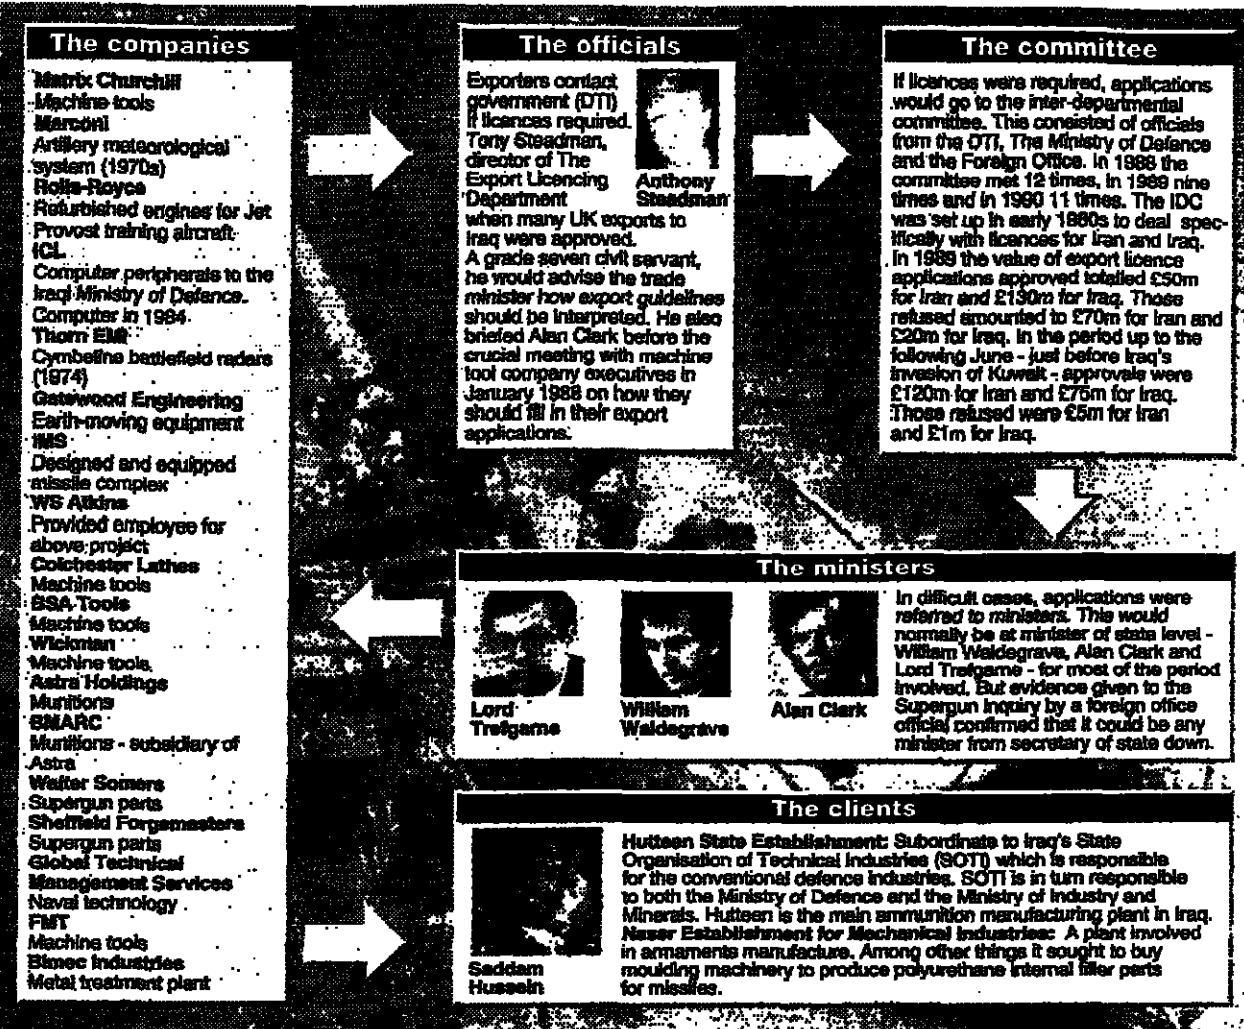 The companies
Matrix Churchill
Machine tools
Marconi
Artillery meteorological
system (1970s)
Rolls-Royce
Refurbished engines for Jet
Provost training aircraft
ICL
Computer peripherals to the
Iraqi Ministry of Defence.
Computer in 1984
Thorn EMI
Cymbeline battlefield radars
(1974)
Gatewood Engineering
Earth-moving equipment
IMS
Designed and equipped
missile complex
WS Atkins
Provided employee for
above project
Colchester Lathes
Machine tools
BSA Tools
Machine tools
Wickman
Machine tools.
Astra Holdings
Munitions
BMARC
Munitions - subsidiary of
Astra
Walter Somers
Supergun parts
Sheffield Forgemasters
Supergun parts
Global Technical
Management Services
Naval technology
FMT
Machine tools
Bimec Industries
Metal treatment plant
The officials
Exporters contact
government (DTI)
if licences required.
Tony Steadman,
director of The
Export Licencing
Department
when many UK exports to
Iraq were approved.
A grade seven civil servant,
he would advise the trade
minister how export guidelines
should be interpreted. He also
briefed Alan Clark before the
crucial meeting with machine
tool company executives in
January 1988 on how they
should fill in their export
applications.
Anthony
Steadman
The committee
If licences were required, applications
would go to the inter-departmental
committee. This consisted of officials
from the DTI, The Ministry of Defence
and the Foreign Office. In 1988 the
committee met 12 times, in 1989 nine
times and in 1990 11 times. The IDC
was set up in early 1980s to deal spec-
ifically with licences for Iran and Iraq.
In 1989 the value of export licence
applications approved totalled £50m
for Iran and £130m for Iraq. Those
refused amounted to £70m for Iran and
£20m for Iraq. In the period up to the
following June - just before Iraq's
invasion of Kuwait - approvals were
£120m for Iran and £75m for Iraq.
Those refused were £5m for Iran
and £1m for Iraq.
The ministers
Lord
Trefgarne
William
Waldegrave
Alan Clark
In difficult cases, applications were
referred to ministers. This would
normally be at minister of state level -
William Waldegrave, Alan Clark and
Lord Trefgarne - for most of the period
involved. But evidence given to the
Supergun Inquiry by a foreign office
official confirmed that it could be any
minister from secretary of state down.
The clients
Saddam
Hussein
Hutteen State Establishment: Subordinate to Iraq's State
Organisation of Technical Industries (SOTI) which is responsible
for the conventional defence industries. SOTI is in turn responsible
to both the Ministry of Defence and the Ministry of Industry and
Minerals. Hutteen is the main ammunition manufacturing plant in Iraq.
Nasser Establishment for Mechanical Industries: A plant involved
in armaments manufacture. Among other things it sought to buy
moulding machinery to produce polyurethane internal filler parts
for missiles.